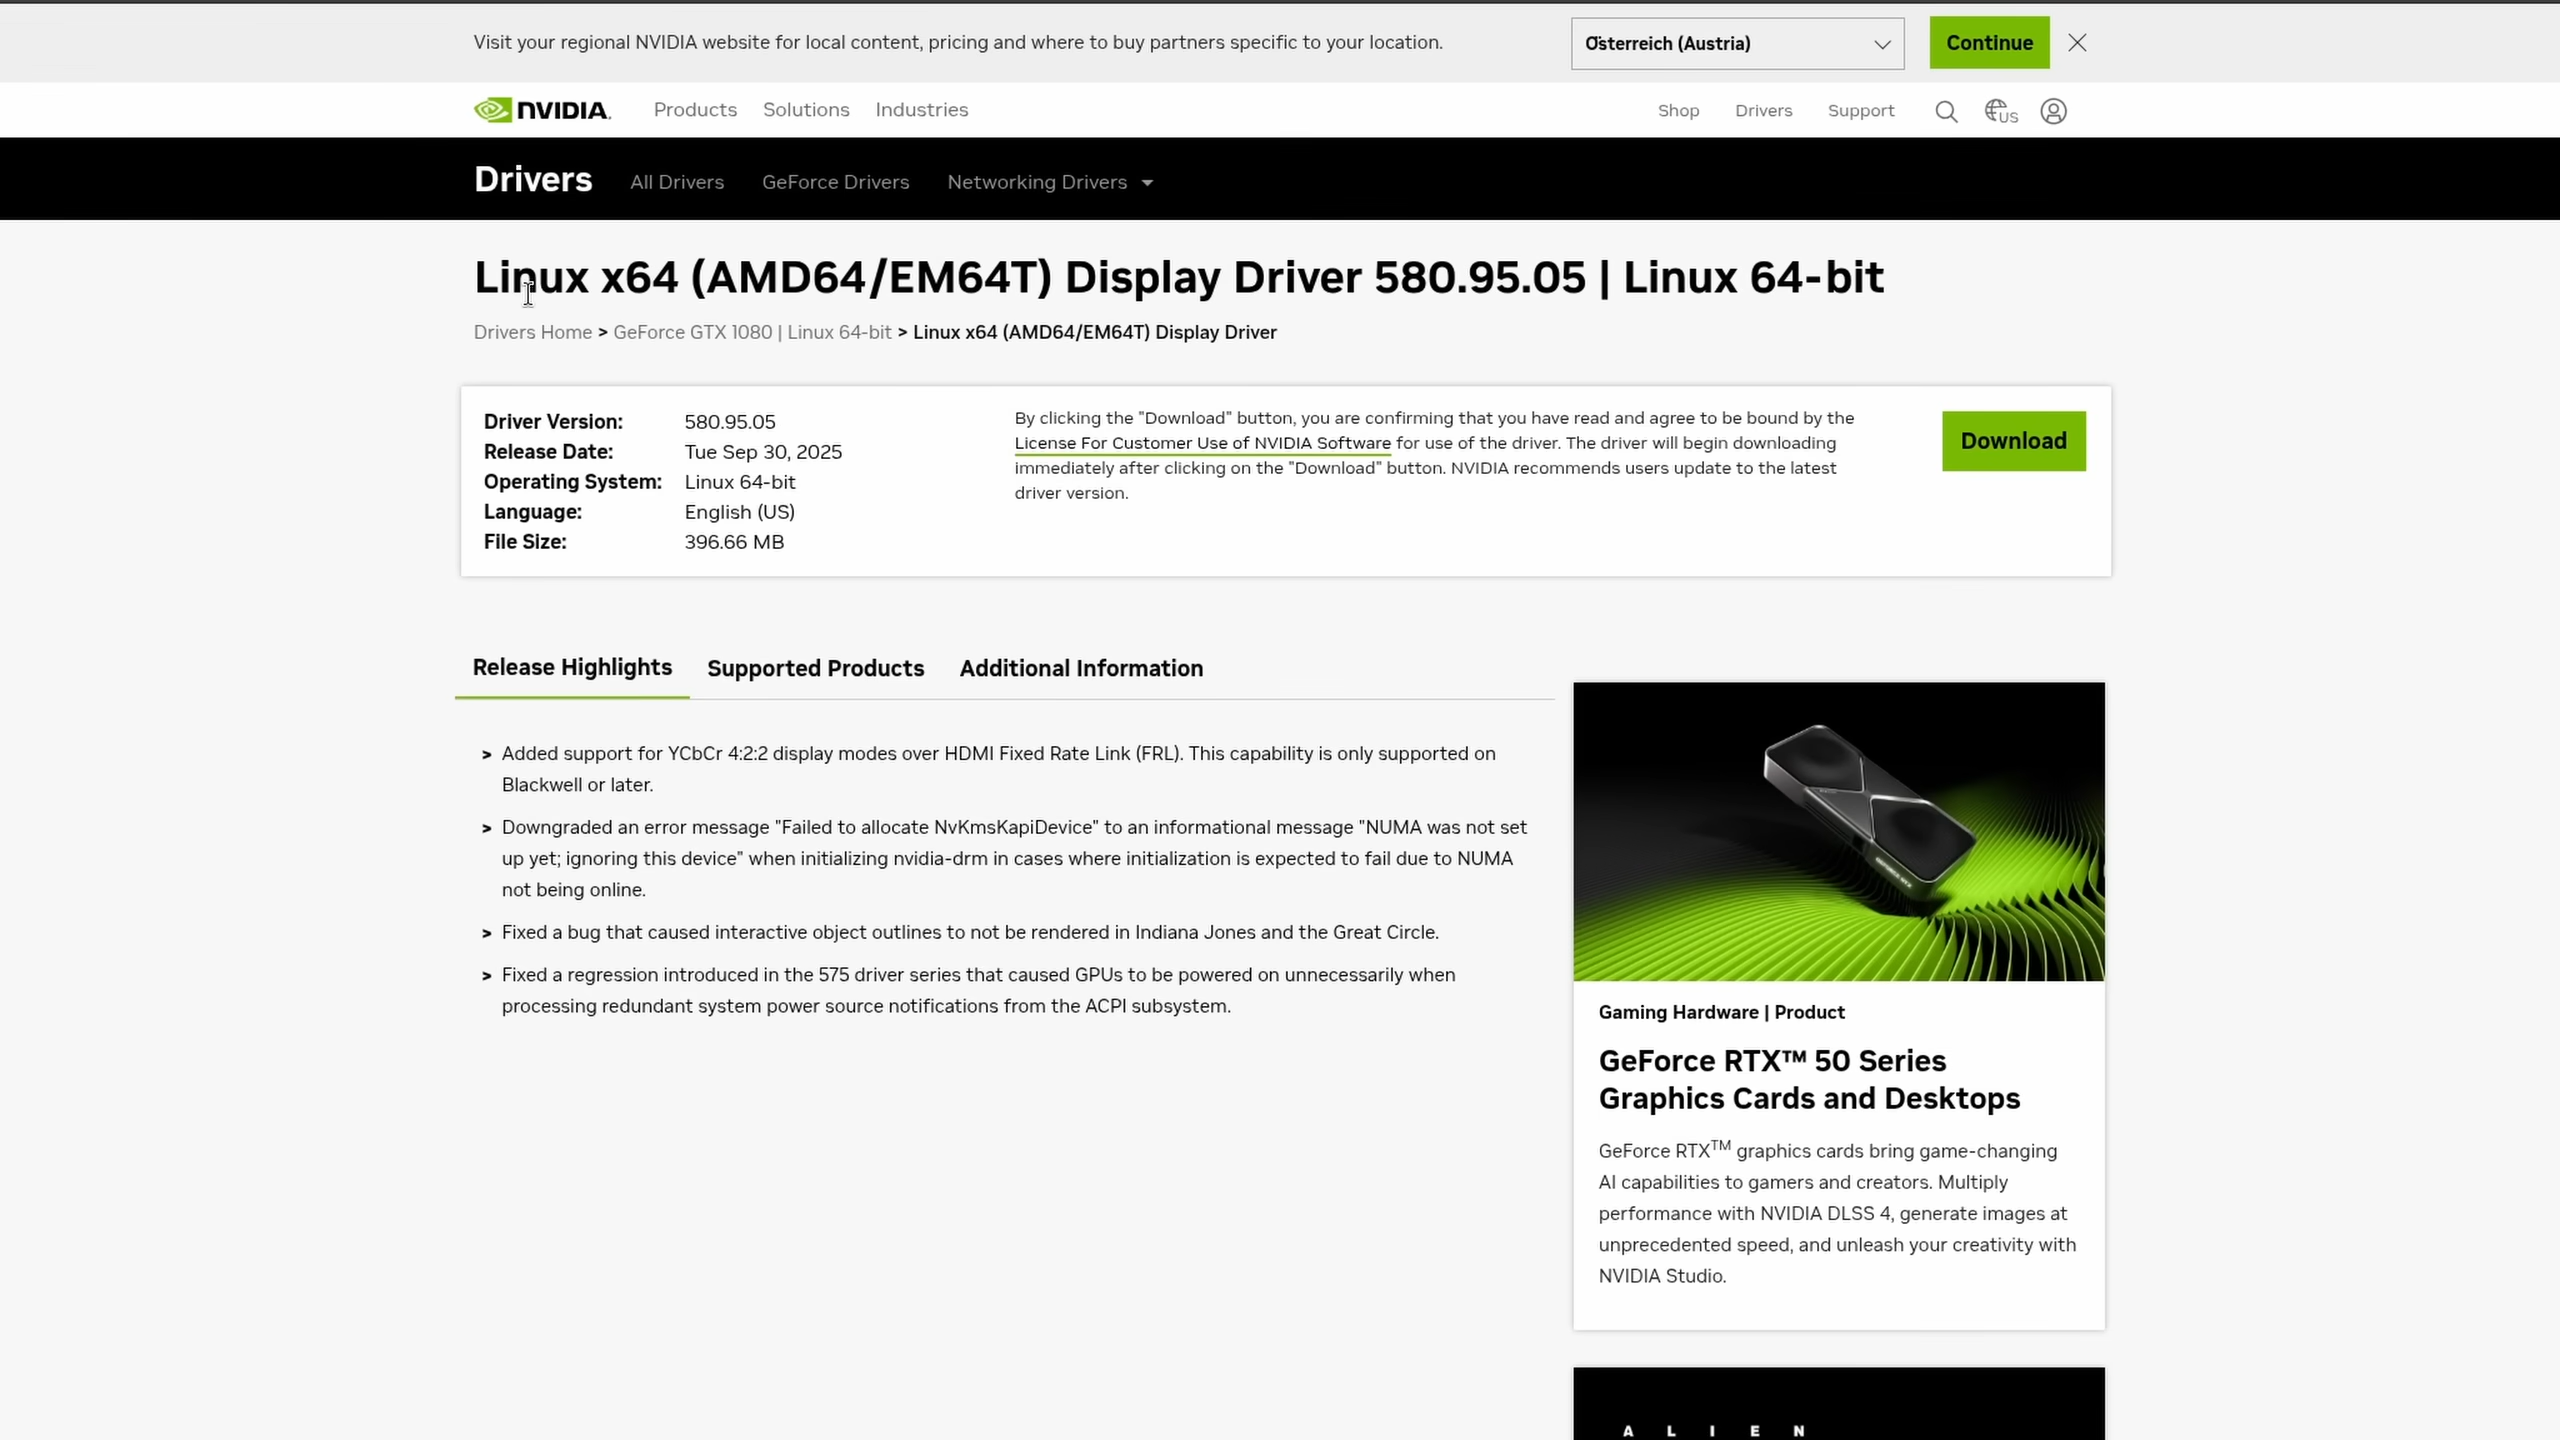 Visit your regional NVIDIA website for local content, pricing and where to buy partners specific to your location.
Österreich (Austria)
Continue
NVIDIA.
Products
Solutions
Industries
Shop
Drivers
Support
US
Drivers
All Drivers
GeForce Drivers
Networking Drivers
Linux x64 (AMD64/EM64T) Display Driver 580.95.05 | Linux 64-bit
Drivers Home > GeForce GTX 1080 | Linux 64-bit > Linux x64 (AMD64/EM64T) Display Driver
Driver Version: 580.95.05
Release Date: Tue Sep 30, 2025
Operating System: Linux 64-bit
Language: English (US)
File Size: 396.66 MB
By clicking the "Download" button, you are confirming that you have read and agree to be bound by the
License For Customer Use of NVIDIA Software for use of the driver. The driver will begin downloading
immediately after clicking on the "Download" button. NVIDIA recommends users update to the latest
driver version.
Download
Release Highlights
Supported Products
Additional Information
> Added support for YCbCr 4:2:2 display modes over HDMI Fixed Rate Link (FRL). This capability is only supported on
Blackwell or later.
> Downgraded an error message "Failed to allocate NvKmsKapiDevice" to an informational message "NUMA was not set
up yet; ignoring this device" when initializing nvidia-drm in cases where initialization is expected to fail due to NUMA
not being online.
> Fixed a bug that caused interactive object outlines to not be rendered in Indiana Jones and the Great Circle.
> Fixed a regression introduced in the 575 driver series that caused GPUs to be powered on unnecessarily when
processing redundant system power source notifications from the ACPI subsystem.
GEFORCE RTX
Gaming Hardware | Product
GeForce RTX™ 50 Series
Graphics Cards and Desktops
GeForce RTX™ graphics cards bring game-changing
AI capabilities to gamers and creators. Multiply
performance with NVIDIA DLSS 4, generate images at
unprecedented speed, and unleash your creativity with
NVIDIA Studio.
ALIEN